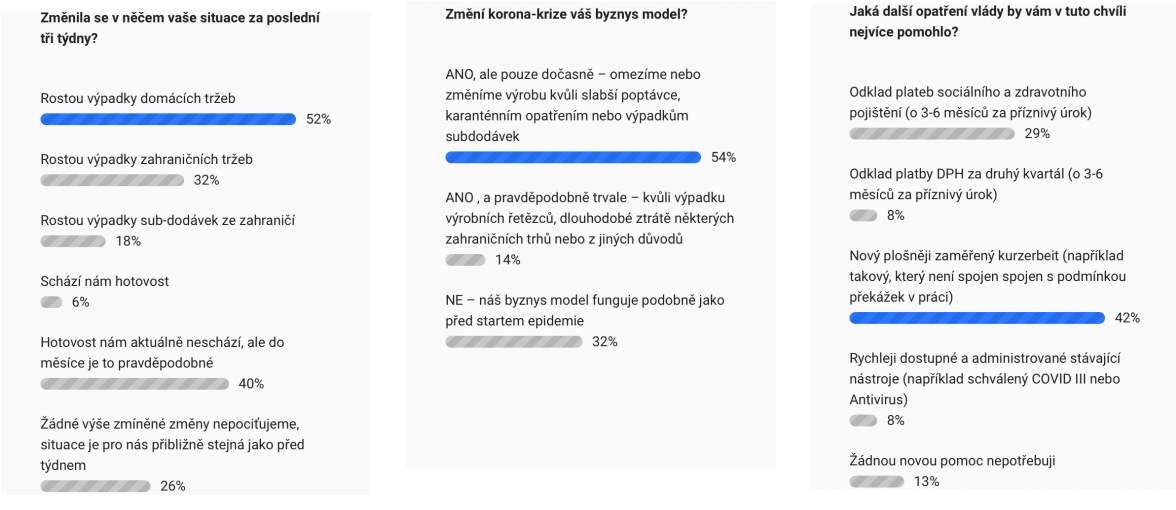 Změnila se v něčem vaše situace za poslední
tři týdny?
Rostou výpadky domácích tržeb
52%
Rostou výpadky zahraničních tržeb
32%
Rostou výpadky sub-dodávek ze zahraničí
18%
Schází nám hotovost
6%
Hotovost nám aktuálně neschází, ale do
měsíce je to pravděpodobné
40%
Žádné výše zmíněné změny nepociťujeme,
situace je pro nás přibližně stejná jako před
týdnem
26%
Změní korona-krize váš byznys model?
ANO, ale pouze dočasně – omezíme nebo
změníme výrobu kvůli slabší poptávce,
karanténním opatřením nebo výpadkům
subdodávek
54%
ANO , a pravděpodobně trvale – kvůli výpadku
výrobních řetězců, dlouhodobé ztrátě některých
zahraničních trhů nebo z jiných důvodů
14%
NE – náš byznys model funguje podobně jako
před startem epidemie
32%
Jaká další opatření vlády by vám v tuto chvíli
nejvíce pomohlo?
Odklad plateb sociálního a zdravotního
pojištění (o 3-6 měsíců za příznivý úrok)
29%
Odklad platby DPH za druhý kvartál (o 3-6
měsíců za příznivý úrok)
8%
Nový plošněji zaměřený kurzerbeit (například
takový, který není spojen spojen s podmínkou
překážek v práci)
42%
Rychleji dostupné a administrované stávající
nástroje (například schválený COVID III nebo
Antivirus)
8%
Žádnou novou pomoc nepotřebuji
13%